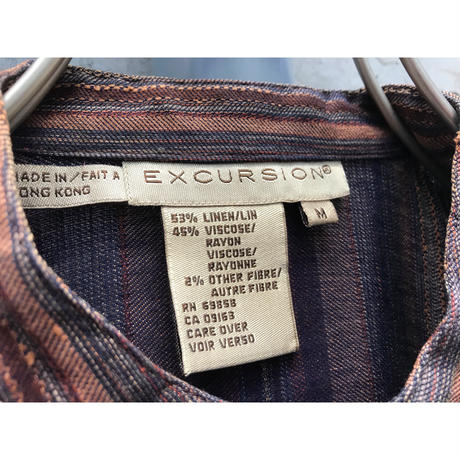 MADE IN/FAIT A
HONG KONG
EXCURSION®
M
53% LINEN/LIN
45% VISCOSE/
RAYON
VISCOSE/
RAYONNE
2% OTHER FIBRE/
AUTRE FIBRE
RN 69858
CA 09163
CARE OVER
VOIR VERSO